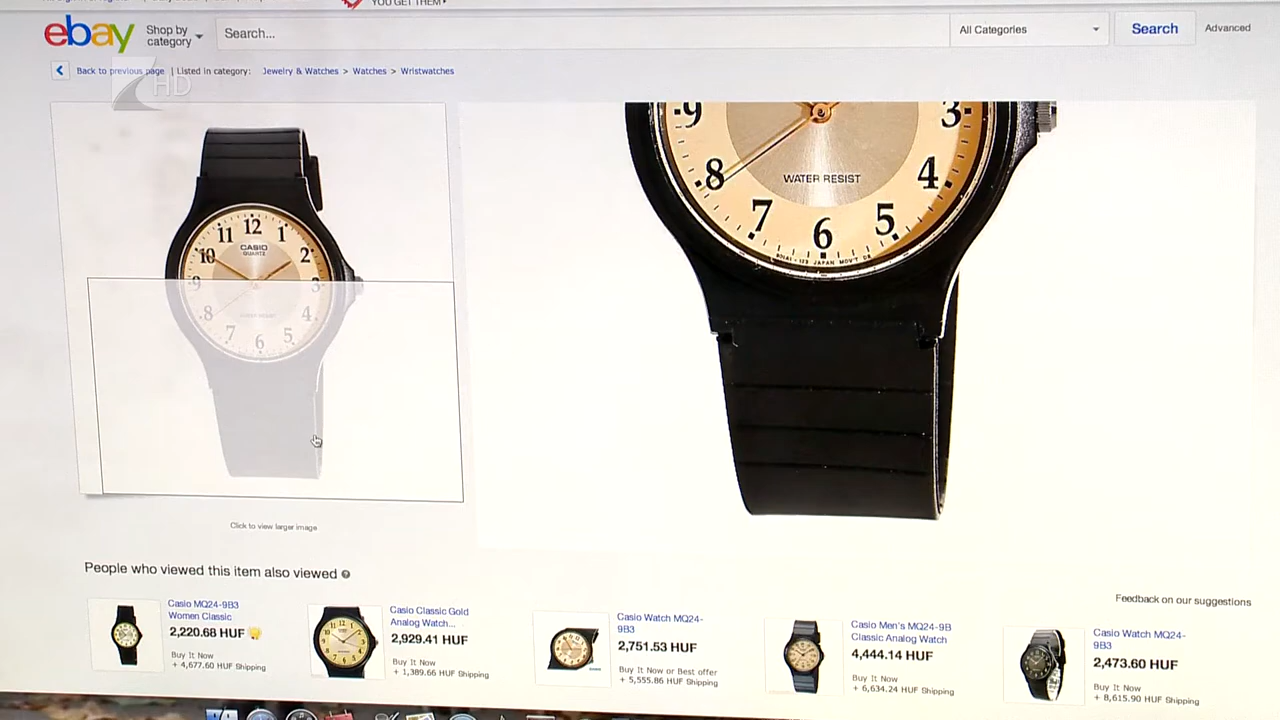 YOU GET THEM
ebay
Shop by
category
Search...
All Categories
Search
Advanced
Back to previous page | Listed in category: Jewelry & Watches > Watches > Wristwatches
HD
11 12 1
10 CASIO 2
QUARTZ
9 3
8 4
7 6 5
9 3
8 WATER RESIST 4
7 6 5
JAPAN MOV'T
Click to view larger image
People who viewed this item also viewed
Feedback on our suggestions
Casio MQ24-9B3
Women Classic
2,220.68 HUF
Buy It Now
+ 4,677.60 HUF Shipping
Casio Classic Gold
Analog Watch...
2,929.41 HUF
Buy It Now
+ 1,389.66 HUF Shipping
Casio Watch MQ24-
9B3
2,751.53 HUF
Buy It Now or Best offer
+ 5,555.86 HUF Shipping
Casio Men's MQ24-9B
Classic Analog Watch
4,444.14 HUF
Buy It Now
+ 6,634.24 HUF Shipping
Casio Watch MQ24-
9B3
2,473.60 HUF
Buy It Now
+ 8,615.90 HUF Shipping